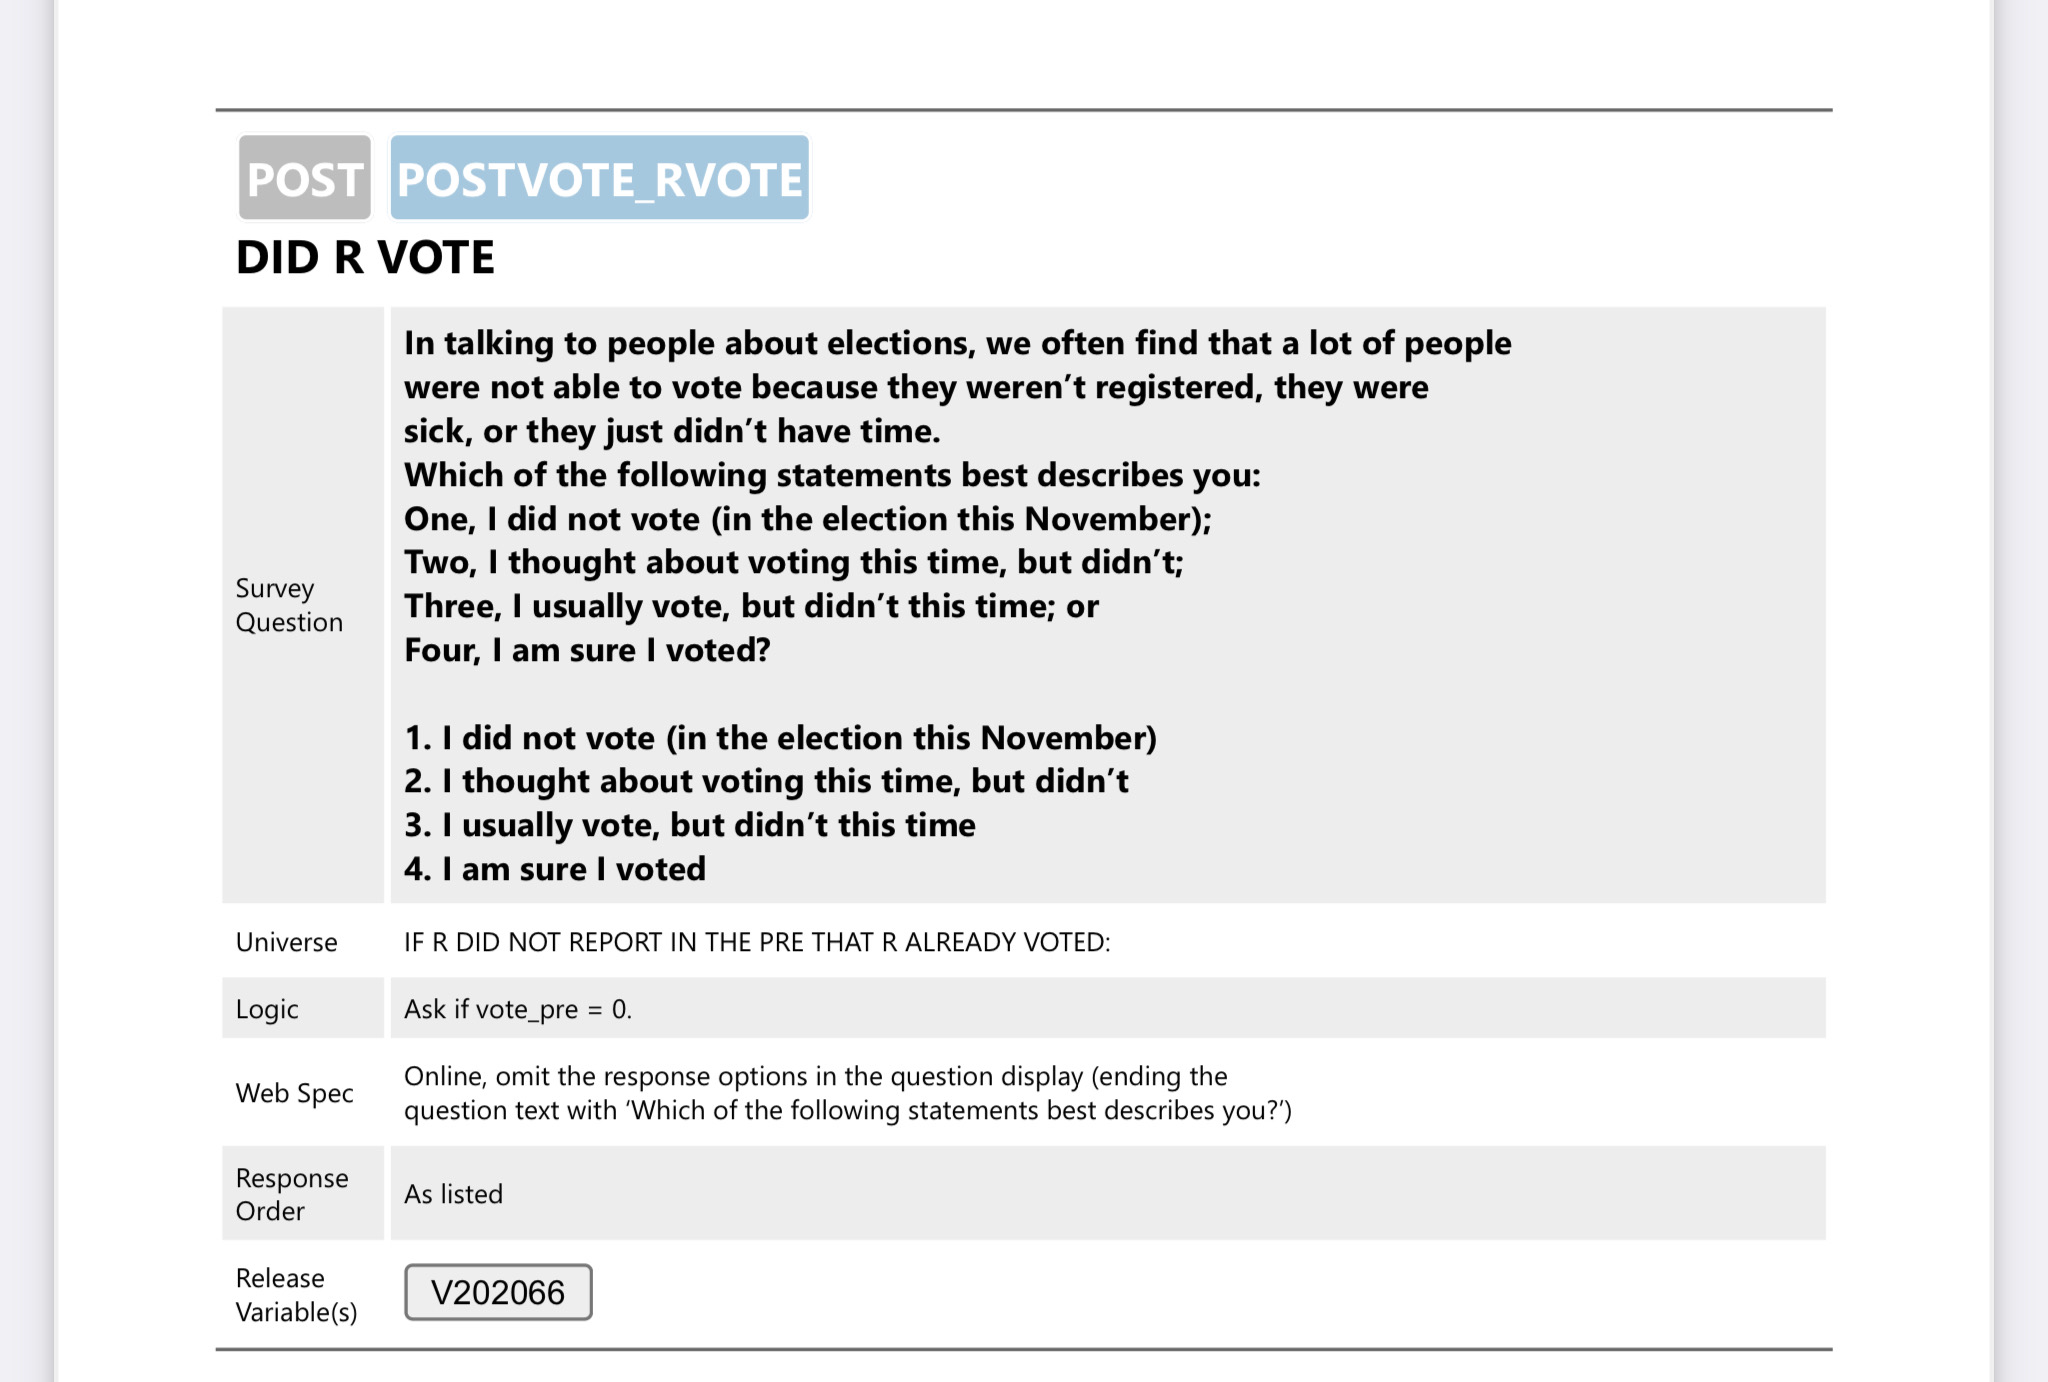 POST POSTVOTE_RVOTE
DID R VOTE
Survey Question
In talking to people about elections, we often find that a lot of people
were not able to vote because they weren’t registered, they were
sick, or they just didn’t have time.
Which of the following statements best describes you:
One, I did not vote (in the election this November);
Two, I thought about voting this time, but didn’t;
Three, I usually vote, but didn’t this time; or
Four, I am sure I voted?
1. I did not vote (in the election this November)
2. I thought about voting this time, but didn’t
3. I usually vote, but didn’t this time
4. I am sure I voted
Universe
IF R DID NOT REPORT IN THE PRE THAT R ALREADY VOTED:
Logic
Ask if vote_pre = 0.
Web Spec
Online, omit the response options in the question display (ending the
question text with ‘Which of the following statements best describes you?’)
Response
Order
As listed
Release
Variable(s)
V202066